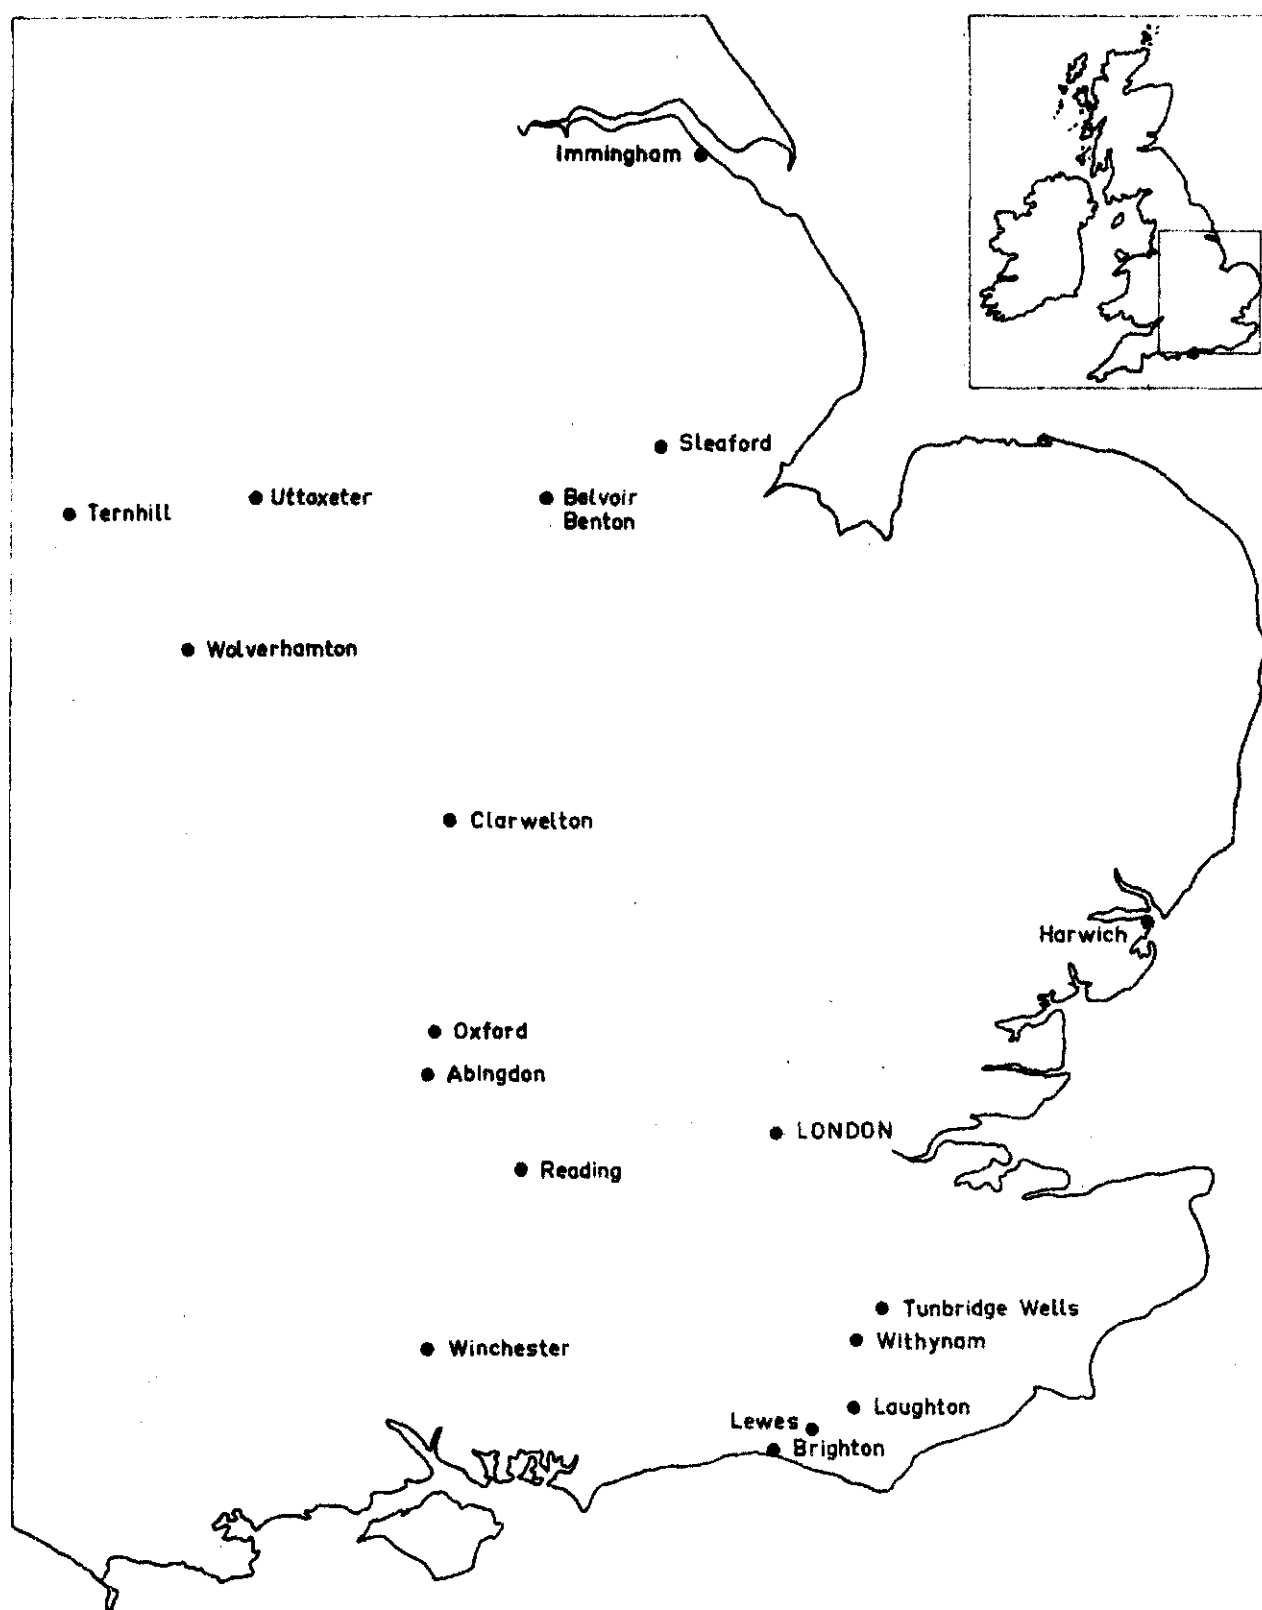 Immingham
Sleaford
Uttoxeter
Belvoir
Benton
Ternhill
Wolverhamton
Clarwelton
Harwich
Oxford
Abingdon
LONDON
Reading
Tunbridge Wells
Withynam
Winchester
Laughton
Lewes
Brighton